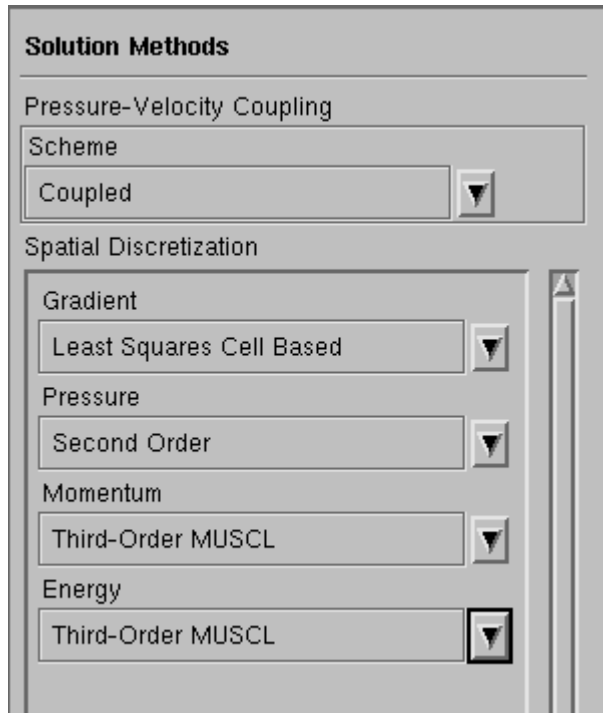 Solution Methods
Pressure-Velocity Coupling
Scheme
Coupled
Spatial Discretization
Gradient
Least Squares Cell Based
Pressure
Second Order
Momentum
Third-Order MUSCL
Energy
Third-Order MUSCL